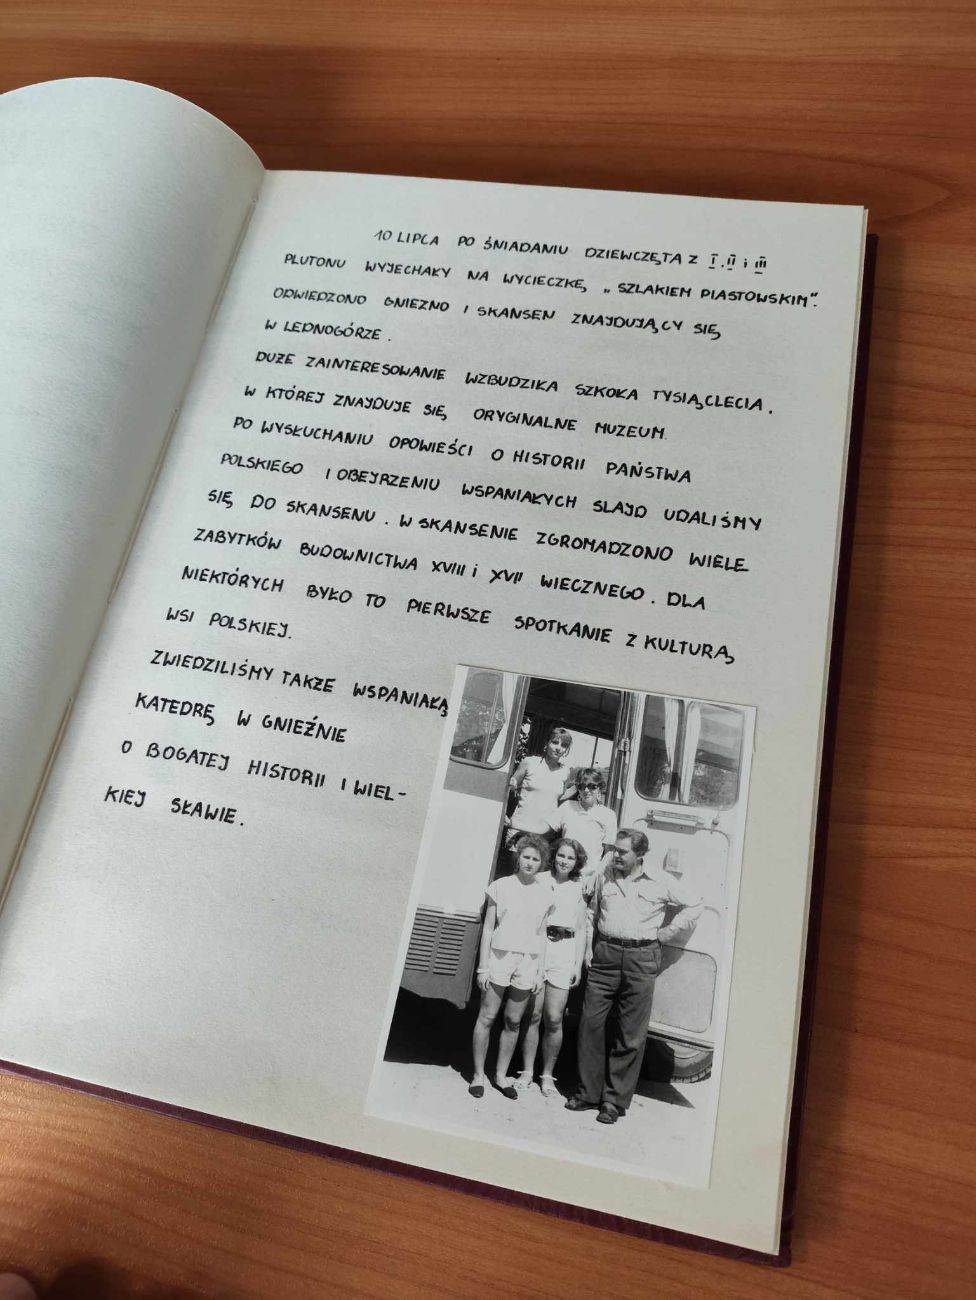 10 LIPCA PO ŚNIADANIU DZIEWCZĘTA Z I.II i III
PLUTONU WYJECHAŁY NA WYCIECZKĘ „SZLAKIEM PIASTOWSKIM".
ODWIEDZONO GNIEZNO I SKANSEN ZNAJDUJĄCY SIĘ
W LEDNOGÓRZE.
DUŻE ZAINTERESOWANIE WZBUDZIŁA SZKOŁA TYSIĄCLECIA.
W KTÓREJ ZNAJDUJE SIĘ ORYGINALNE MUZEUM
PO WYSŁUCHANIU OPOWIEŚCI O HISTORII PAŃSTWA
POLSKIEGO I OBEJRZENIU WSPANIAŁYCH SLAJD UDALIŚMY
SIĘ DO SKANSENU. W SKANSENIE ZGROMADZONO WIELE
ZABYTKÓW BUDOWNICTWA XVIII i XVII WIECZNEGO. DLA
NIEKTÓRYCH BYŁO TO PIERWSZE SPOTKANIE Z KULTURĄ
WSI POLSKIEJ.
ZWIEDZILIŚMY TAKŻE WSPANIAŁĄ
KATEDRĘ W GNIEŹNIE
O BOGATEJ HISTORII I WIEL-
KIEJ SŁAWIE.